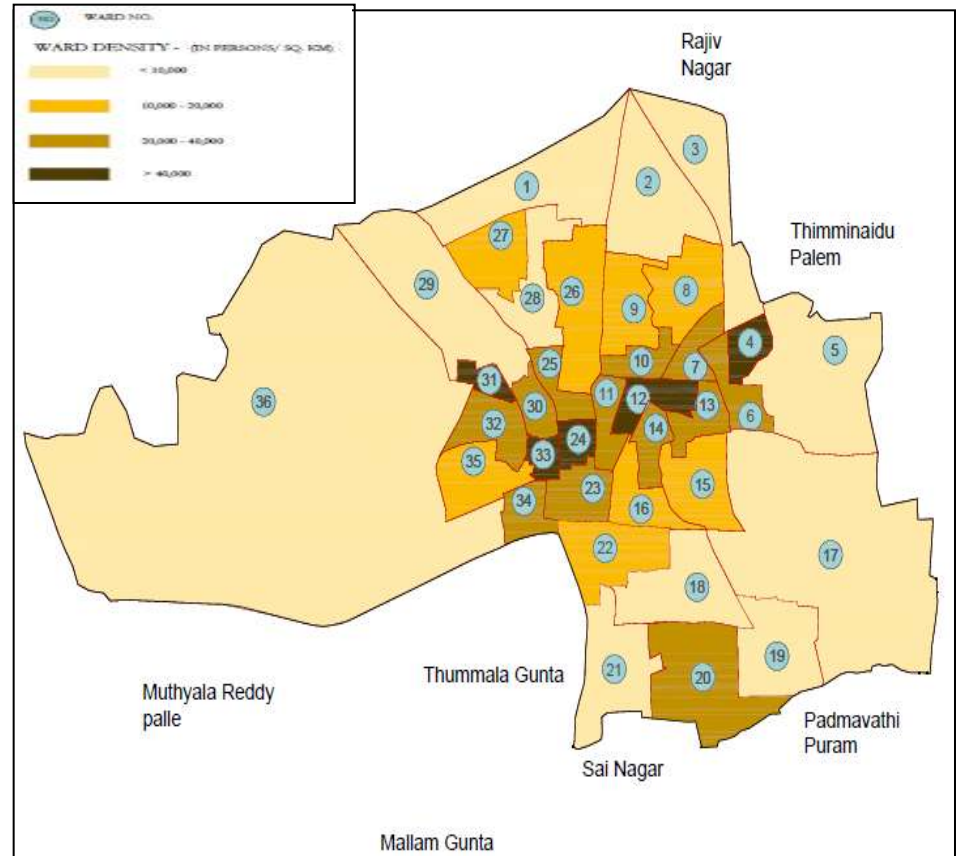 NO
WARD NO.
WARD DENSITY - (IN PERSONS/ SQ. KM)
< 10,000
10,000 - 20,000
20,000 - 40,000
> 40,000
Rajiv
Nagar
3
2
1
Thimminaidu
Palem
27
29
28
26
8
9
4
5
25
10
7
31
36
30
11
12
13
6
32
14
24
33
35
15
23
34
16
22
17
18
19
21
20
Thummala Gunta
Muthyala Reddy
palle
Padmavathi
Puram
Sai Nagar
Mallam Gunta